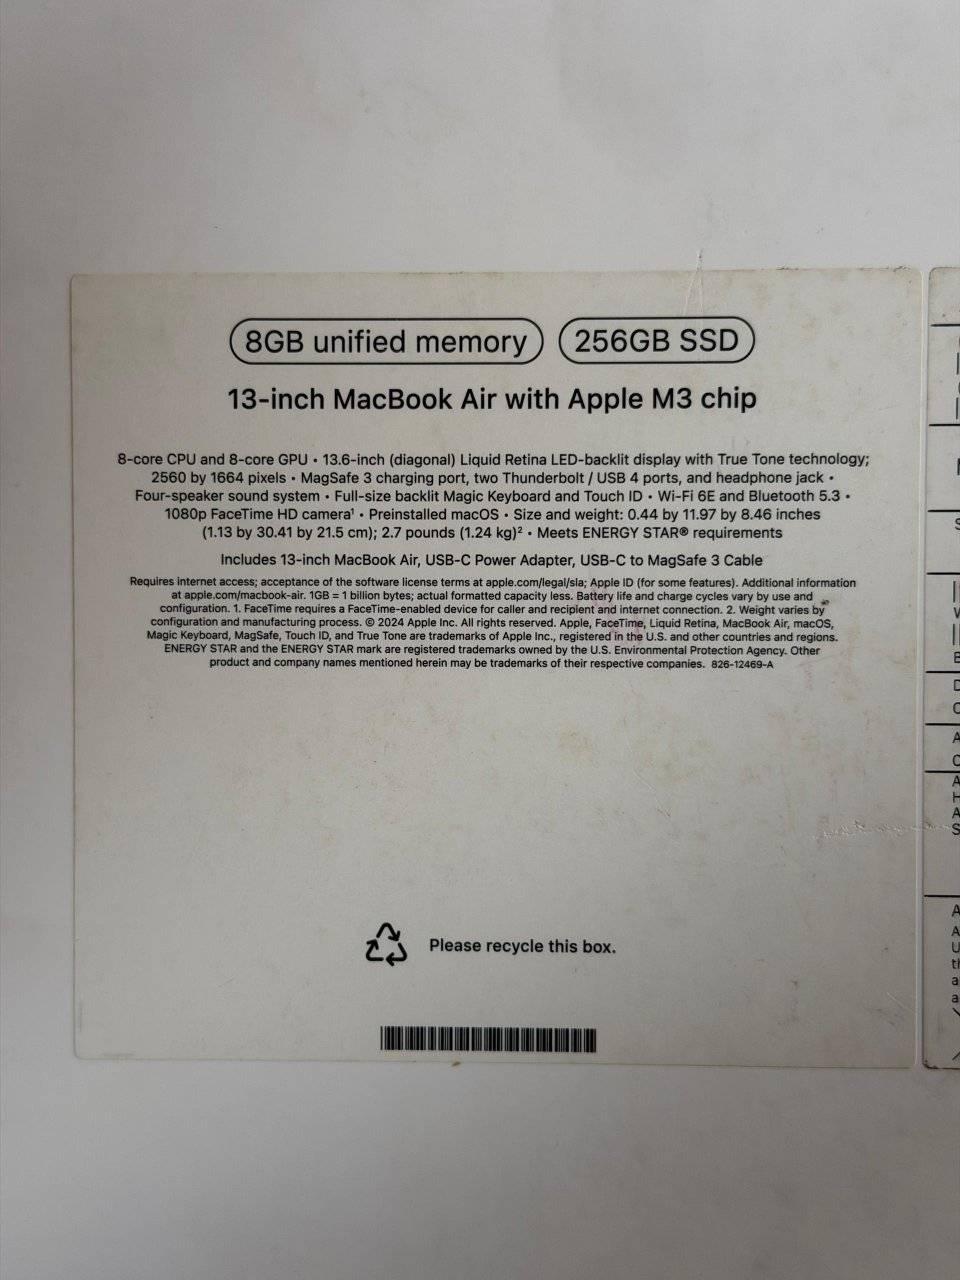 8GB unified memory 256GB SSD
13-inch MacBook Air with Apple M3 chip
8-core CPU and 8-core GPU • 13.6-inch (diagonal) Liquid Retina LED-backlit display with True Tone technology;
2560 by 1664 pixels • MagSafe 3 charging port, two Thunderbolt / USB 4 ports, and headphone jack •
Four-speaker sound system • Full-size backlit Magic Keyboard and Touch ID • Wi-Fi 6E and Bluetooth 5.3 •
1080p FaceTime HD camera¹ • Preinstalled macOS • Size and weight: 0.44 by 11.97 by 8.46 inches
(1.13 by 30.41 by 21.5 cm); 2.7 pounds (1.24 kg)² • Meets ENERGY STAR® requirements
Includes 13-inch MacBook Air, USB-C Power Adapter, USB-C to MagSafe 3 Cable
Requires internet access; acceptance of the software license terms at apple.com/legal/sla; Apple ID (for some features). Additional information
at apple.com/macbook-air. 1GB = 1 billion bytes; actual formatted capacity less. Battery life and charge cycles vary by use and
configuration. 1. FaceTime requires a FaceTime-enabled device for caller and recipient and internet connection. 2. Weight varies by
configuration and manufacturing process. © 2024 Apple Inc. All rights reserved. Apple, FaceTime, Liquid Retina, MacBook Air, macOS,
Magic Keyboard, MagSafe, Touch ID, and True Tone are trademarks of Apple Inc., registered in the U.S. and other countries and regions.
ENERGY STAR and the ENERGY STAR mark are registered trademarks owned by the U.S. Environmental Protection Agency. Other
product and company names mentioned herein may be trademarks of their respective companies. 826-12469-A
Please recycle this box.